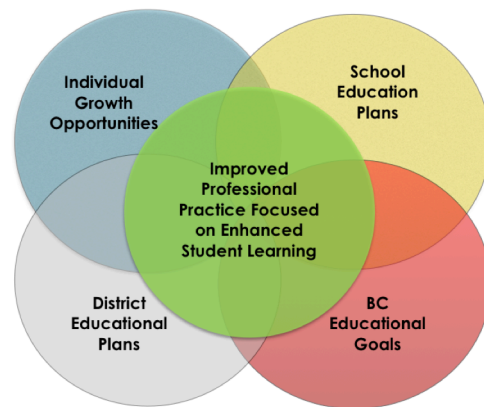 Individual
Growth
Opportunities
School
Education
Plans
Improved
Professional
Practice Focused
on Enhanced
Student Learning
District
Educational
Plans
BC
Educational
Goals